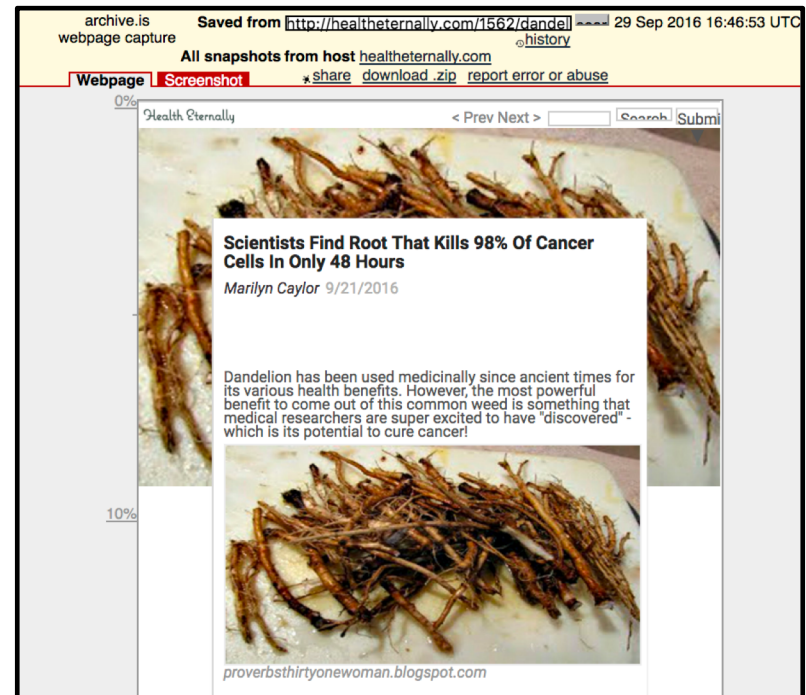 archive.is
webpage capture
Saved from http://healtheternally.com/1562/dandel 29 Sep 2016 16:46:53 UTC
history
All snapshots from host healtheternally.com
Webpage Screenshot
share download .zip report error or abuse
0%
Health Eternally < Prev Next > Search Submi
Scientists Find Root That Kills 98% Of Cancer
Cells In Only 48 Hours
Marilyn Caylor 9/21/2016
Dandelion has been used medicinally since ancient times for
its various health benefits. However, the most powerful
benefit to come out of this common weed is something that
medical researchers are super excited to have "discovered" -
which is its potential to cure cancer!
10%
proverbsthirtyonewoman.blogspot.com